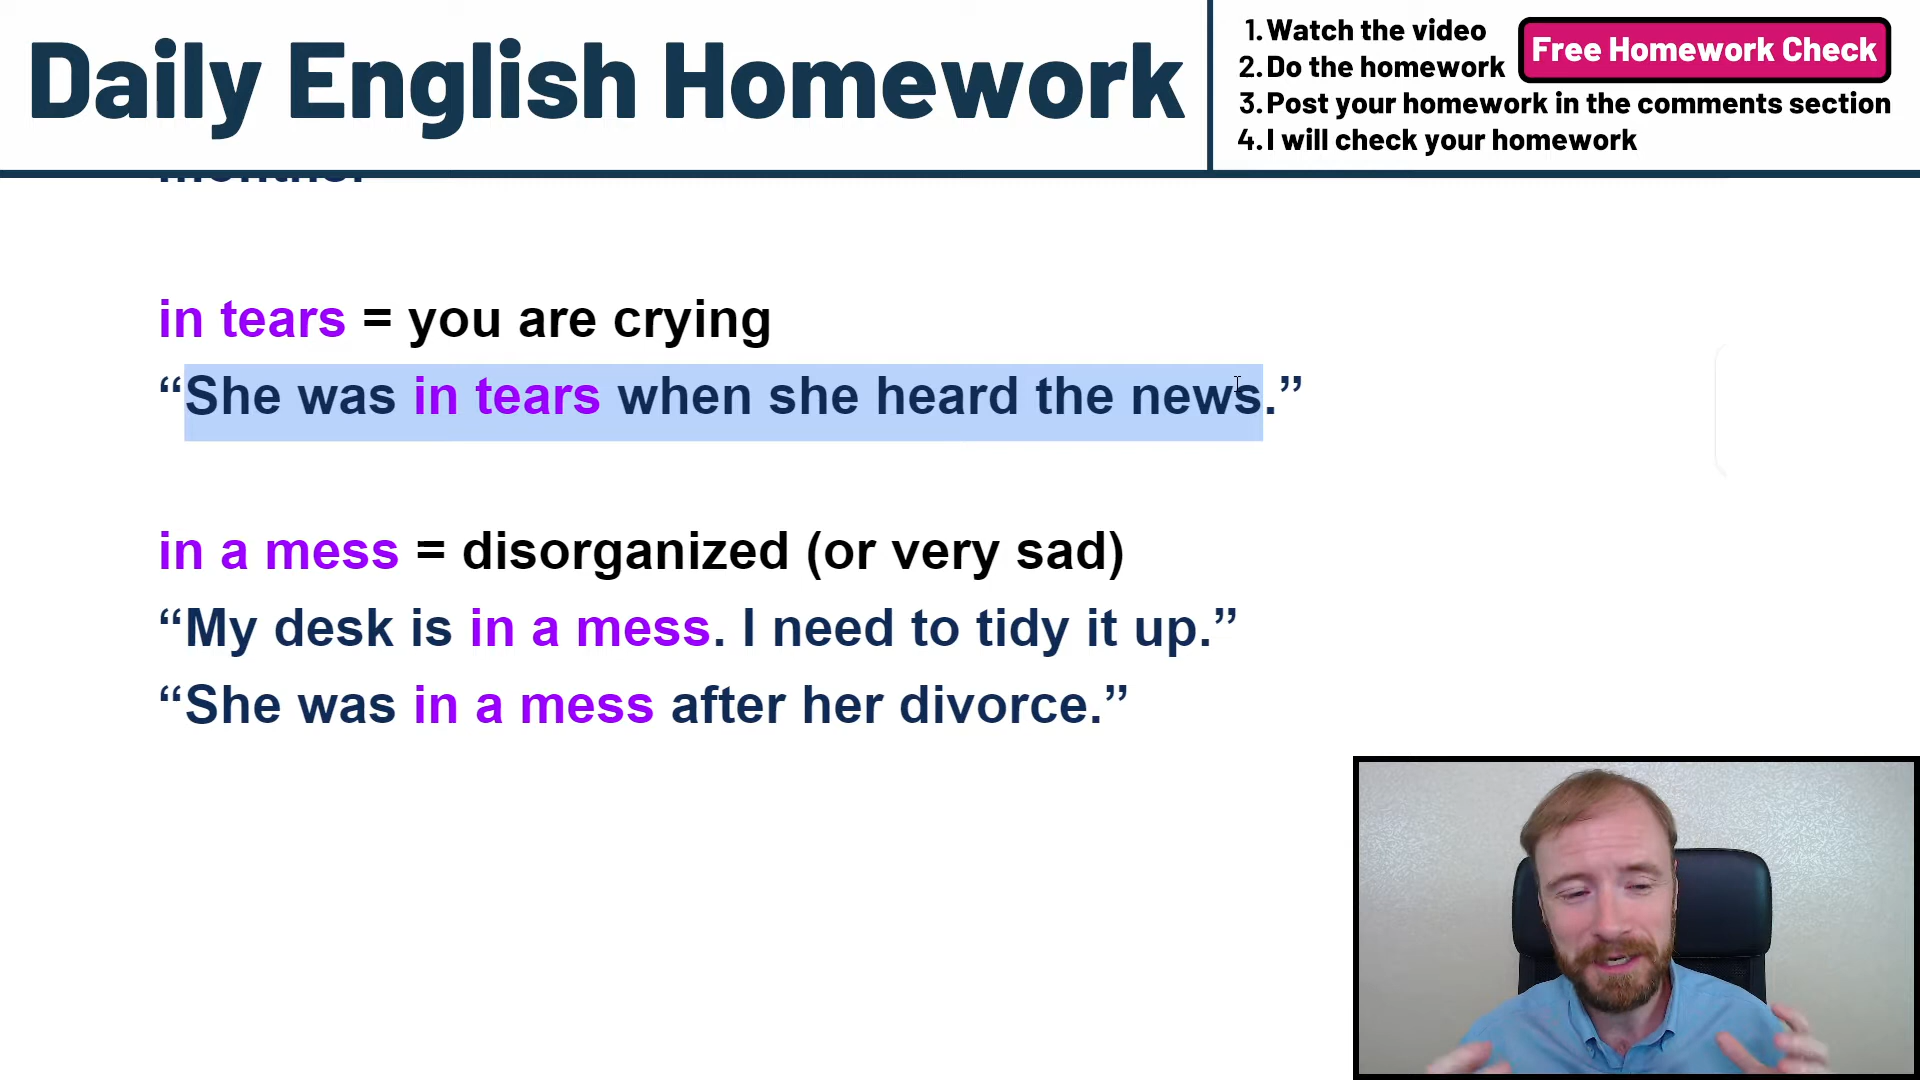 Daily English Homework
1. Watch the video
2. Do the homework
Free Homework Check
3. Post your homework in the comments section
4. I will check your homework
in tears = you are crying
“She was in tears when she heard the news.”
in a mess = disorganized (or very sad)
“My desk is in a mess. I need to tidy it up.”
“She was in a mess after her divorce.”